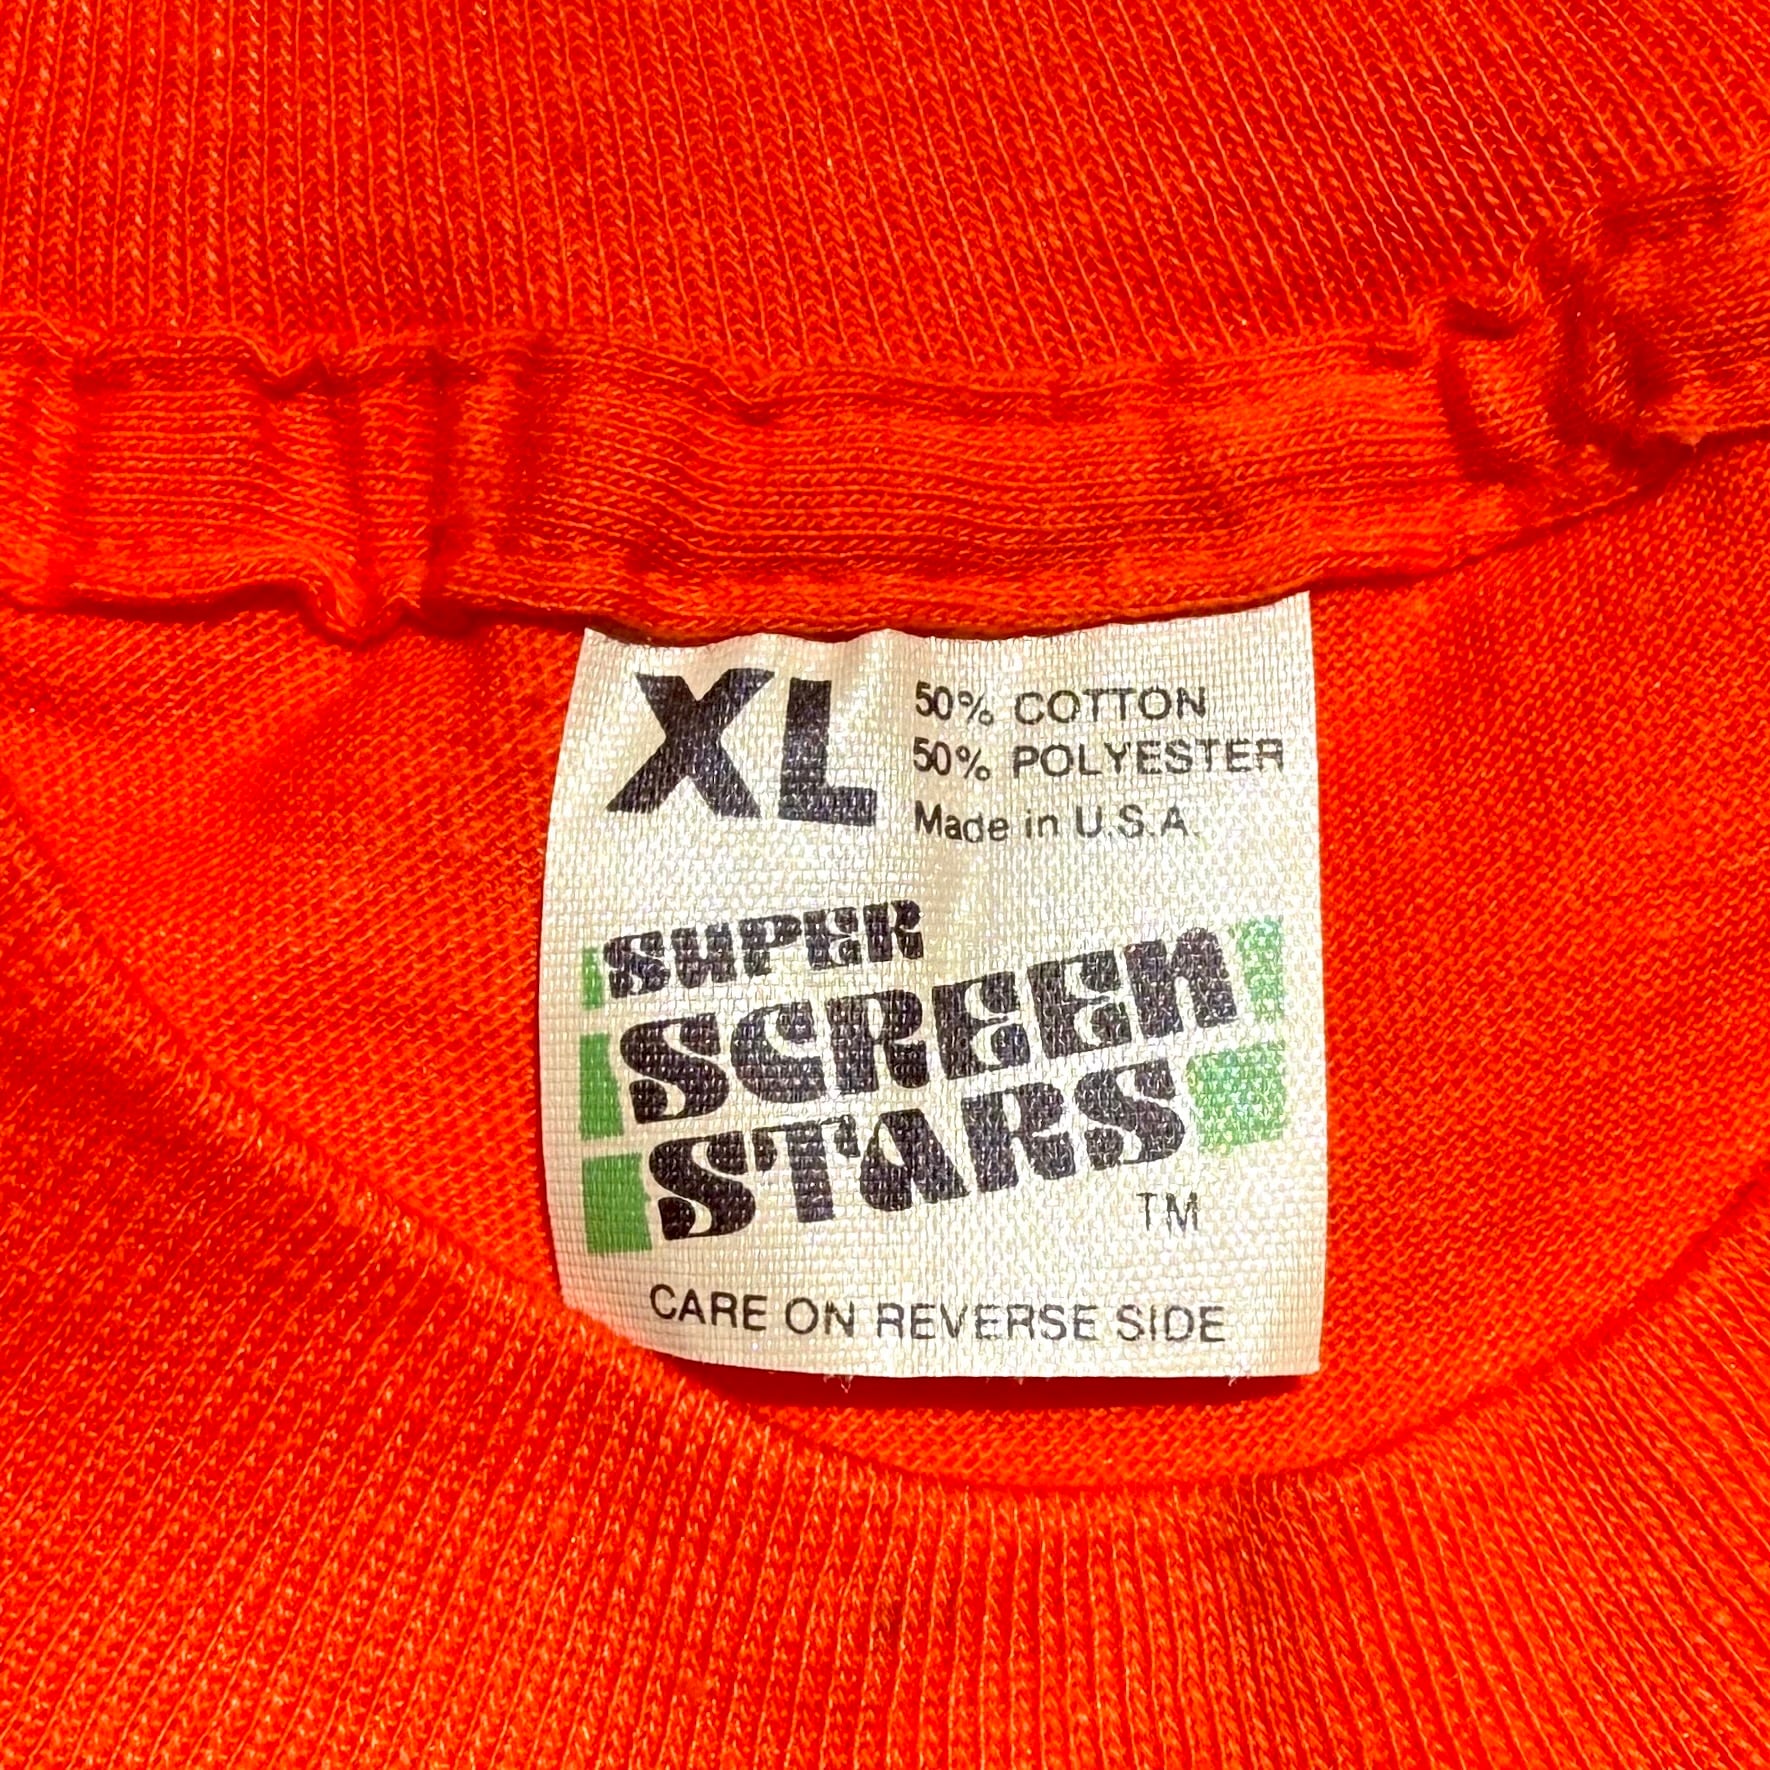 XL
50% COTTON
50% POLYESTER
Made in U.S.A.
SUPER
SCREEN
STARS
TM
CARE ON REVERSE SIDE